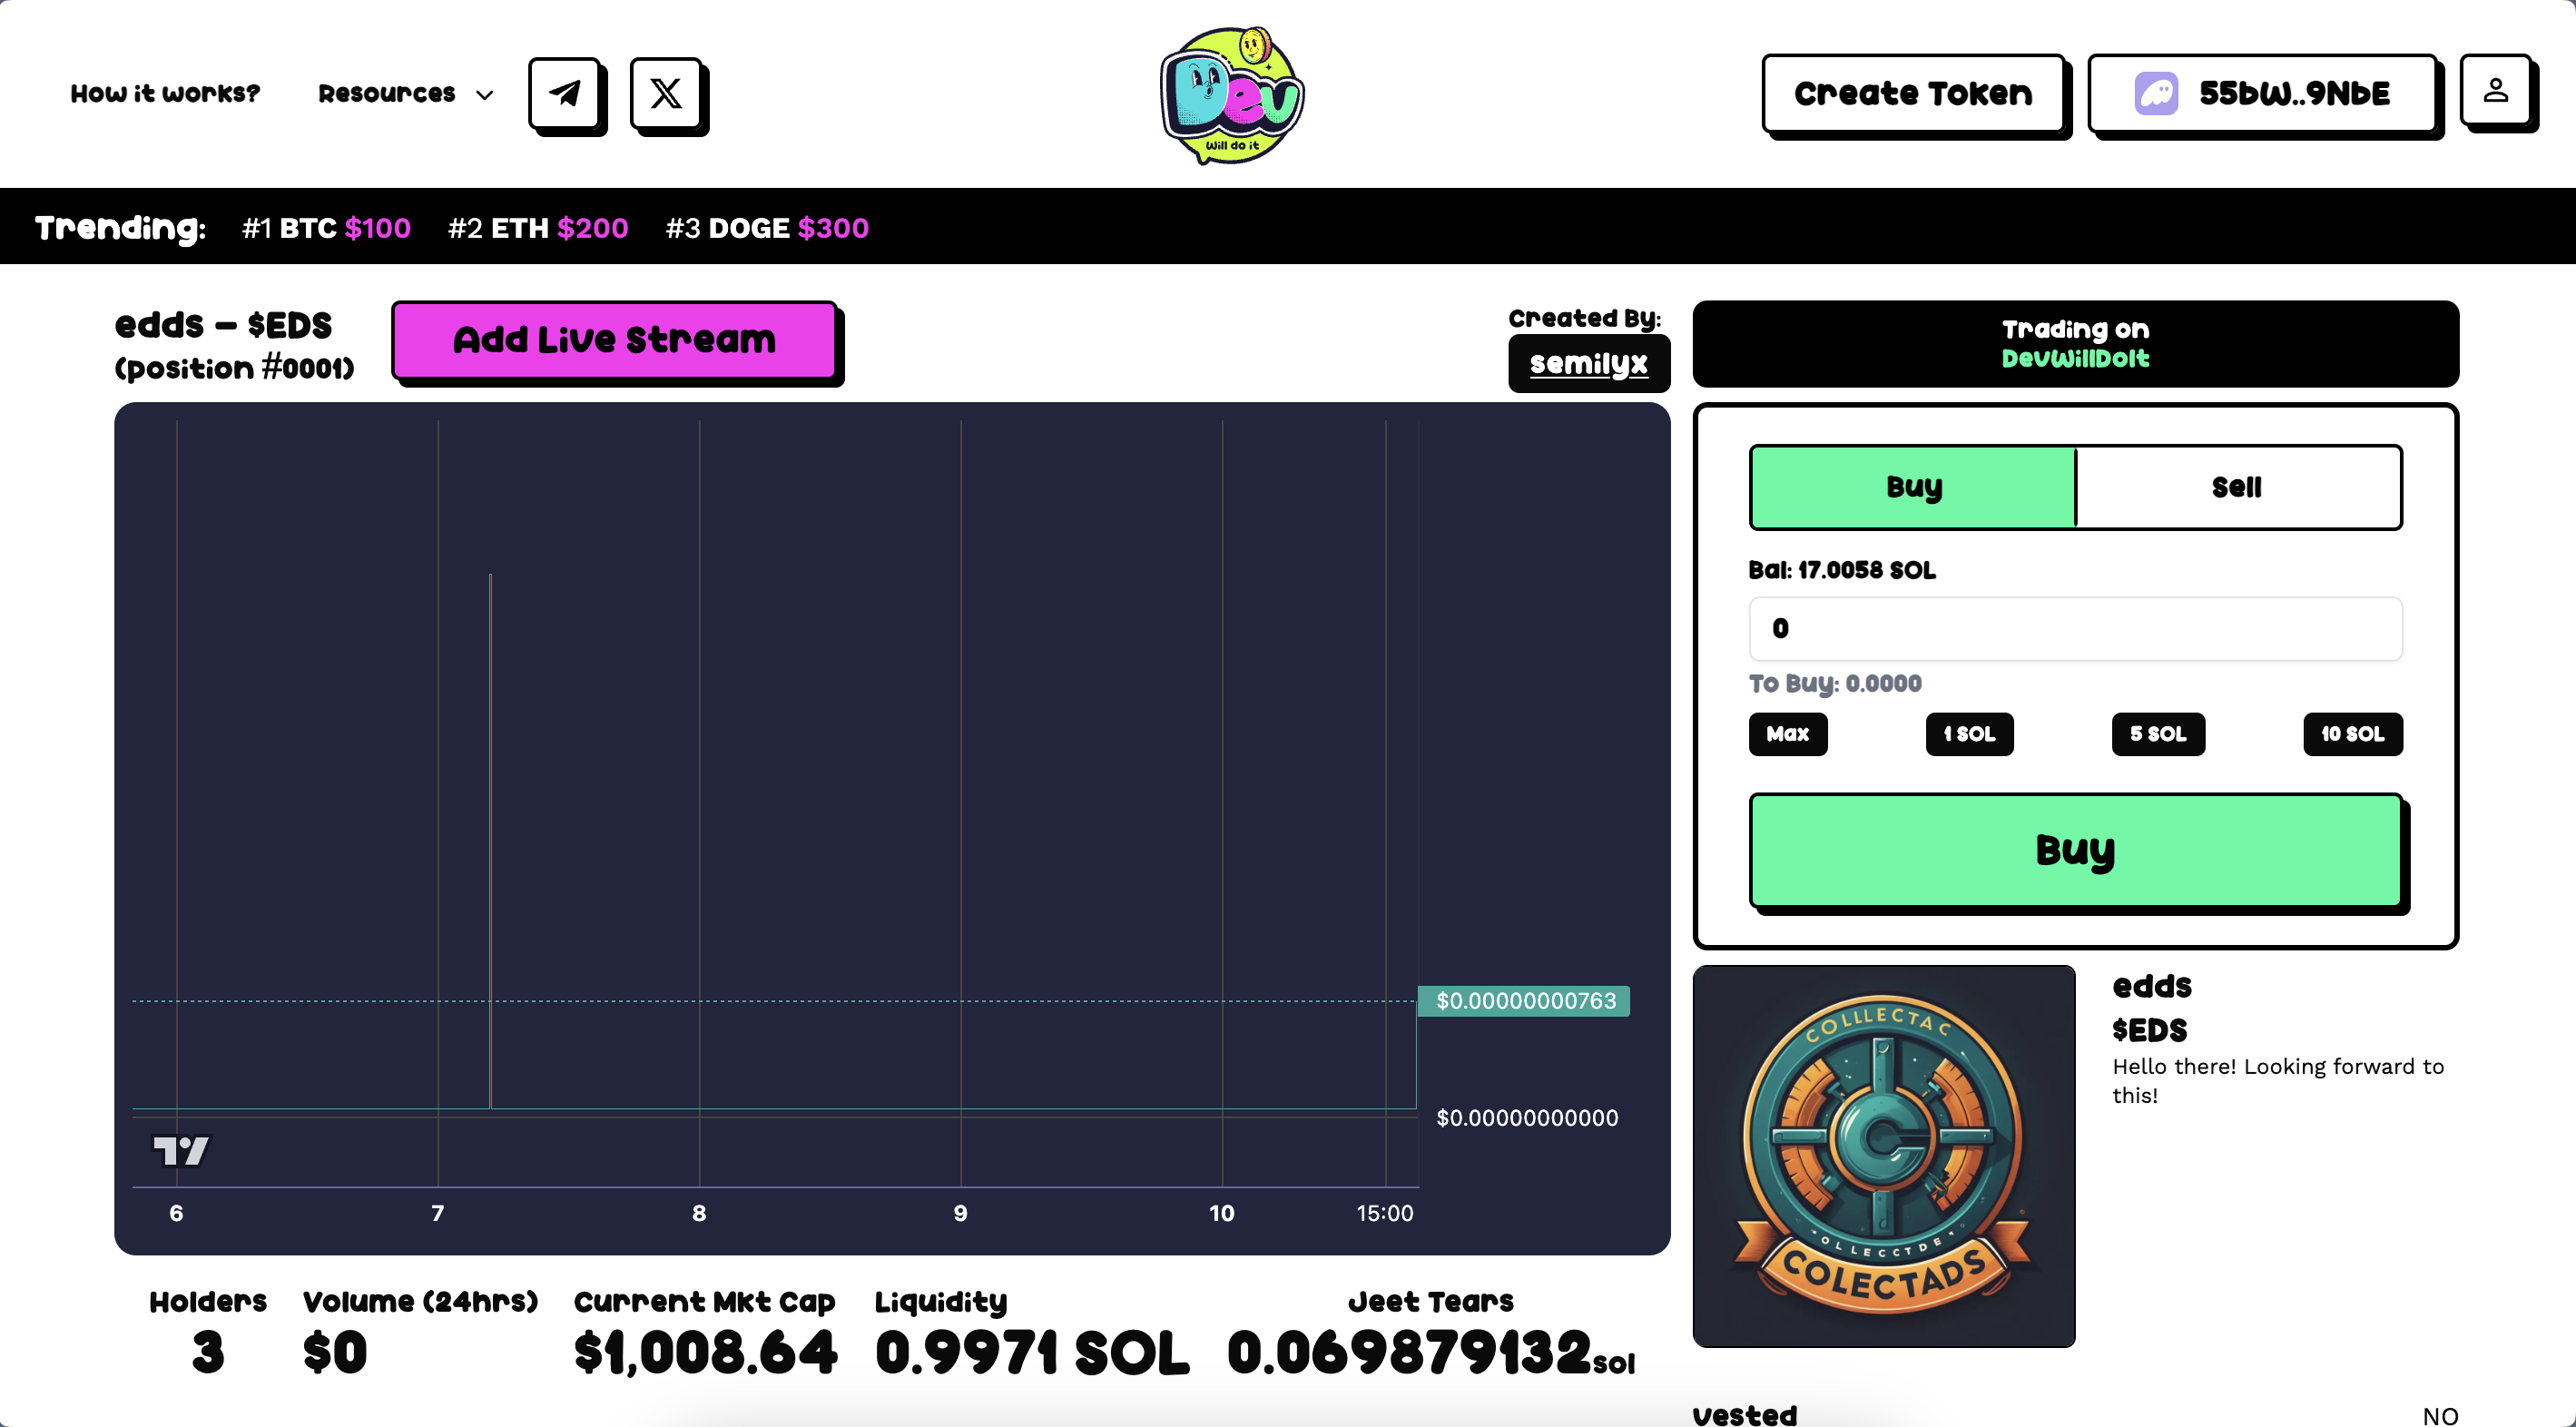 How it works?
Resources
Dev
Will do it
Create Token
55bW..9NbE
Trending: #1 BTC $100 #2 ETH $200 #3 DOGE $300
edds - $EDS
(position #0001)
Add Live Stream
Created By:
semilyx
Trading on
DevWillDoIt
Buy
Sell
Bal: 17.0058 SOL
0
To Buy: 0.0000
Max
1 SOL
5 SOL
10 SOL
Buy
$0.00000000763
$0.00000000000
6 7 8 9 10 15:00
Holders
3
Volume (24hrs)
$0
Current Mkt Cap
$1,008.64
Liquidity
0.9971 SOL
Jeet Tears
0.069879132sol
COLLLECTAC
OLLECCTDE
COLECTADS
edds
$EDS
Hello there! Looking forward to
this!
vested
NO